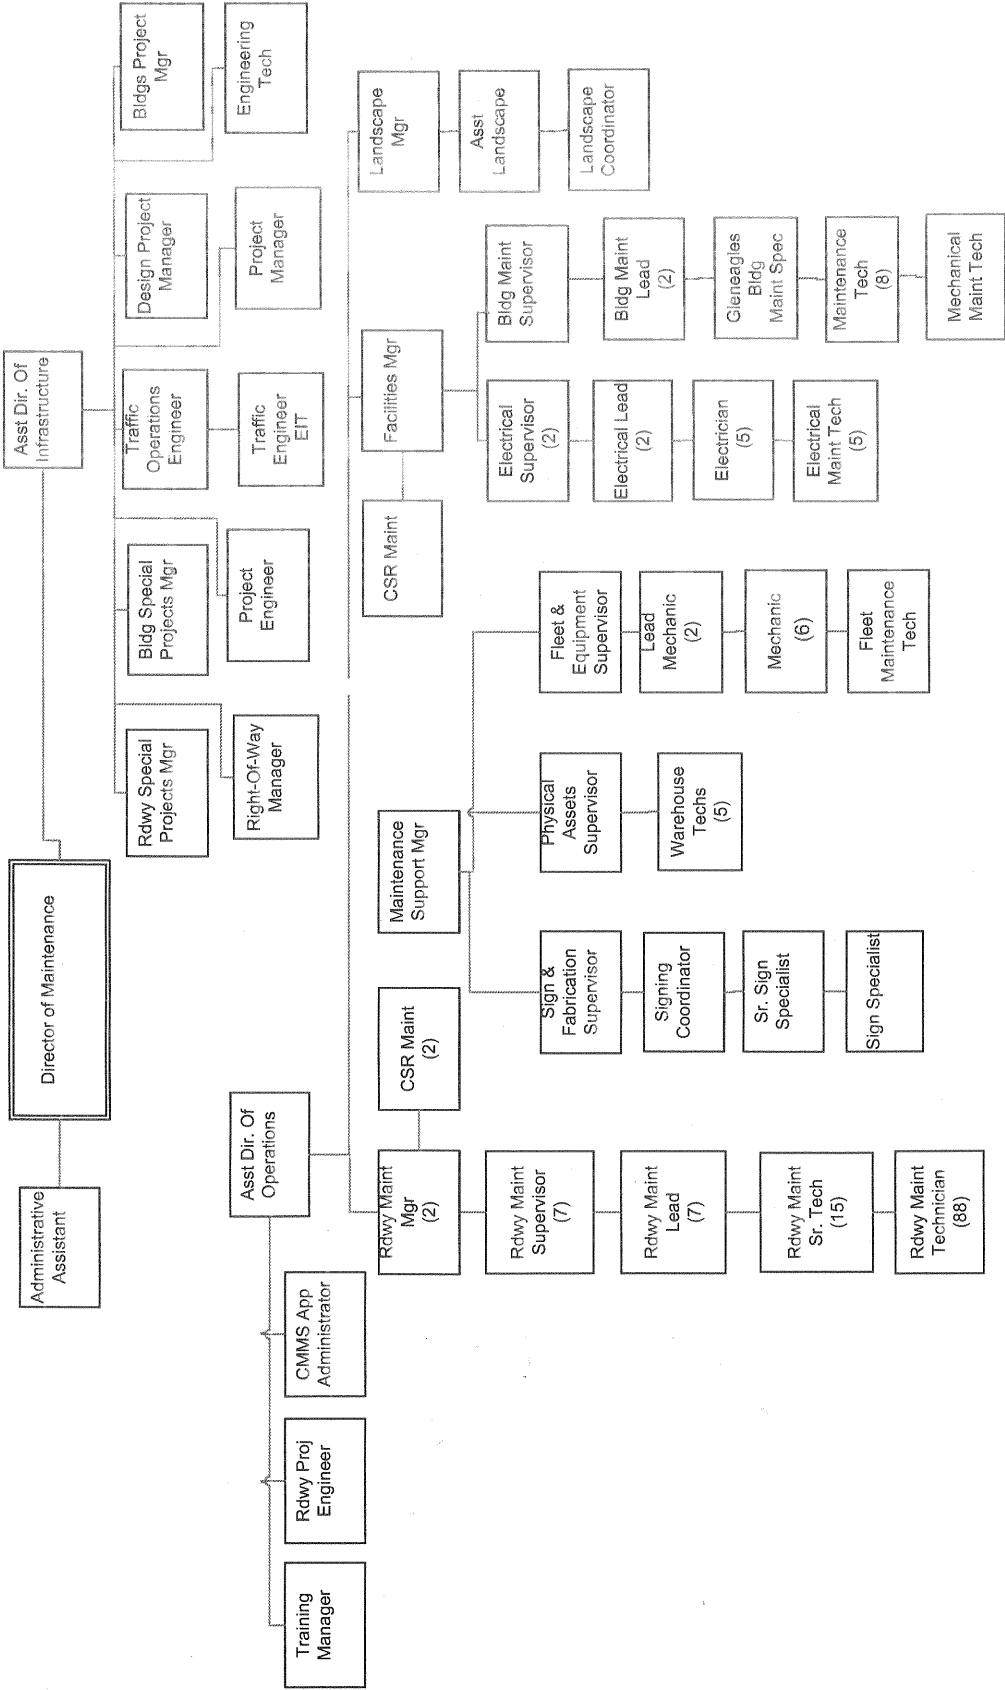 Administrative
Assistant
Director of Maintenance
Asst Dir. Of
Infrastructure
Rdwy Special
Projects Mgr
Bldg Special
Projects Mgr
Traffic
Operations
Engineer
Design Project
Manager
Bldgs Project
Mgr
Right-Of-Way
Manager
Project
Engineer
Traffic
Engineer
EIT
Project
Manager
Engineering
Tech
Asst Dir. Of
Operations
Training
Manager
Rdwy Proj
Engineer
CMMS App
Administrator
Rdwy Maint
Mgr
(2)
CSR Maint
(2)
Maintenance
Support Mgr
CSR Maint
Facilities Mgr
Landscape
Mgr
Rdwy Maint
Supervisor
(7)
Rdwy Maint
Lead
(7)
Rdwy Maint
Sr. Tech
(15)
Rdwy Maint
Technician
(88)
Sign &
Fabrication
Supervisor
Signing
Coordinator
Sr. Sign
Specialist
Sign Specialist
Physical
Assets
Supervisor
Warehouse
Techs
(5)
Fleet &
Equipment
Supervisor
Lead
Mechanic
(2)
Mechanic
(6)
Fleet
Maintenance
Tech
Electrical
Supervisor
(2)
Electrical Lead
(2)
Electrician
(5)
Electrical
Maint Tech
(5)
Bldg Maint
Supervisor
Bldg Maint
Lead
(2)
Gleneagles
Bldg
Maint Spec
Maintenance
Tech
(8)
Mechanical
Maint Tech
Asst
Landscape
Landscape
Coordinator